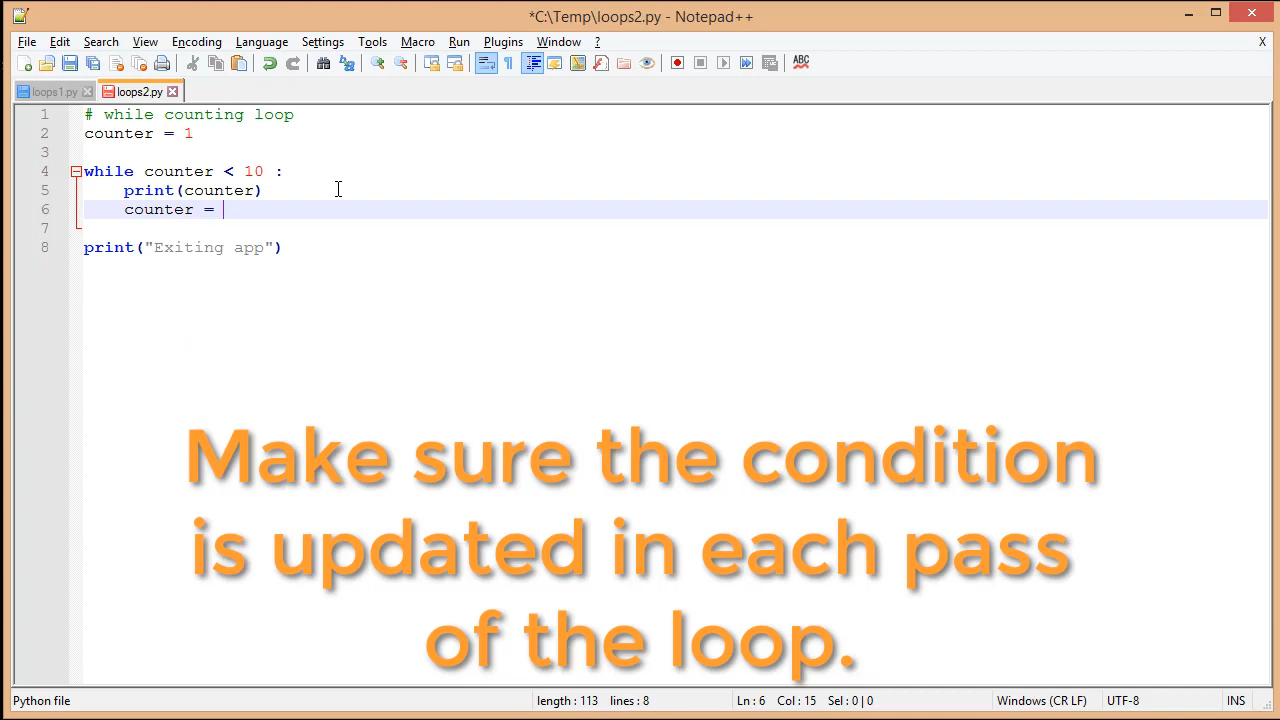 *C:\Temp\loops2.py - Notepad++
File Edit Search View Encoding Language Settings Tools Macro Run Plugins Window ? X
ABC
loops1.py loops2.py
1 # while counting loop
2 counter = 1
3
4 while counter < 10 :
5 print(counter)
6 counter =
7
8 print("Exiting app")
Make sure the condition
is updated in each pass
of the loop.
Python file length : 113 lines : 8 Ln : 6 Col : 15 Sel : 0 | 0 Windows (CR LF) UTF-8 INS